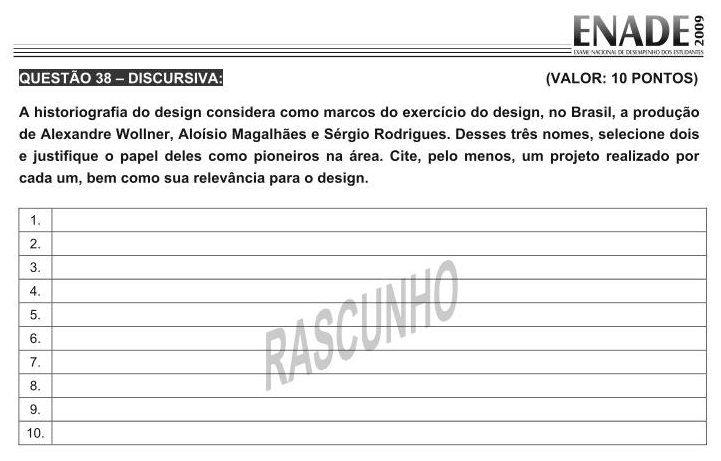 ENADE 2009
EXAME NACIONAL DE DESEMPENHO DOS ESTUDANTES
QUESTÃO 38 – DISCURSIVA:
(VALOR: 10 PONTOS)
A historiografia do design considera como marcos do exercício do design, no Brasil, a produção
de Alexandre Wollner, Aloísio Magalhães e Sérgio Rodrigues. Desses três nomes, selecione dois
e justifique o papel deles como pioneiros na área. Cite, pelo menos, um projeto realizado por
cada um, bem como sua relevância para o design.
1.
2.
3.
4.
5.
6.
7.
8.
9.
10.
RASCUNHO